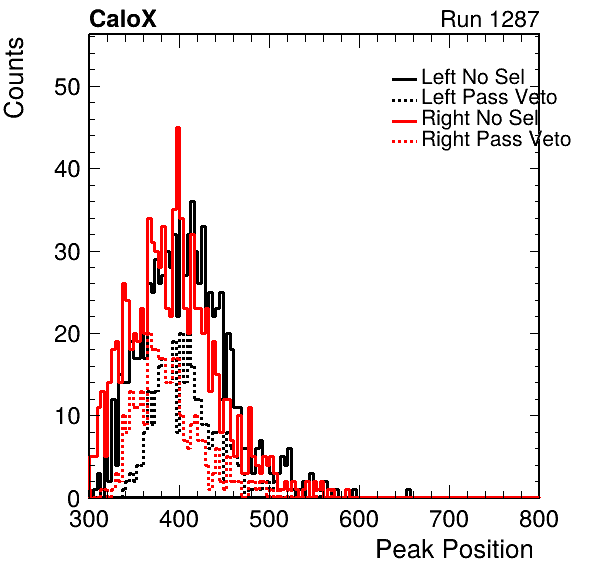 CaloX Run 1287
Counts
50
40
30
20
10
0
Left No Sel
Left Pass Veto
Right No Sel
Right Pass Veto
300 400 500 600 700 800
Peak Position